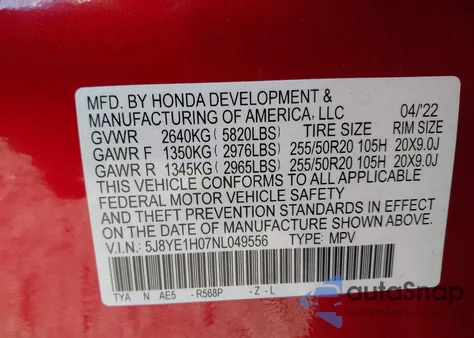 MFD. BY HONDA DEVELOPMENT &
MANUFACTURING OF AMERICA, LLC 04/22
GVWR 2640KG (5820LBS) TIRE SIZE RIM SIZE
GAWR F 1350KG (2976LBS) 255/50R20 105H 20X9.0J
GAWR R 1345KG (2965LBS) 255/50R20 105H 20X9.0J
THIS VEHICLE CONFORMS TO ALL APPLICABLE
FEDERAL MOTOR VEHICLE SAFETY
STANDARDS IN EFFECT ON THE
DATE OF MANUFACTURE SHOWN ABOVE.
V.I.N.: 5J8YE1H07NL049556 TYPE: MPV
TYA N AE5 -R568P -Z-L
autoSnap